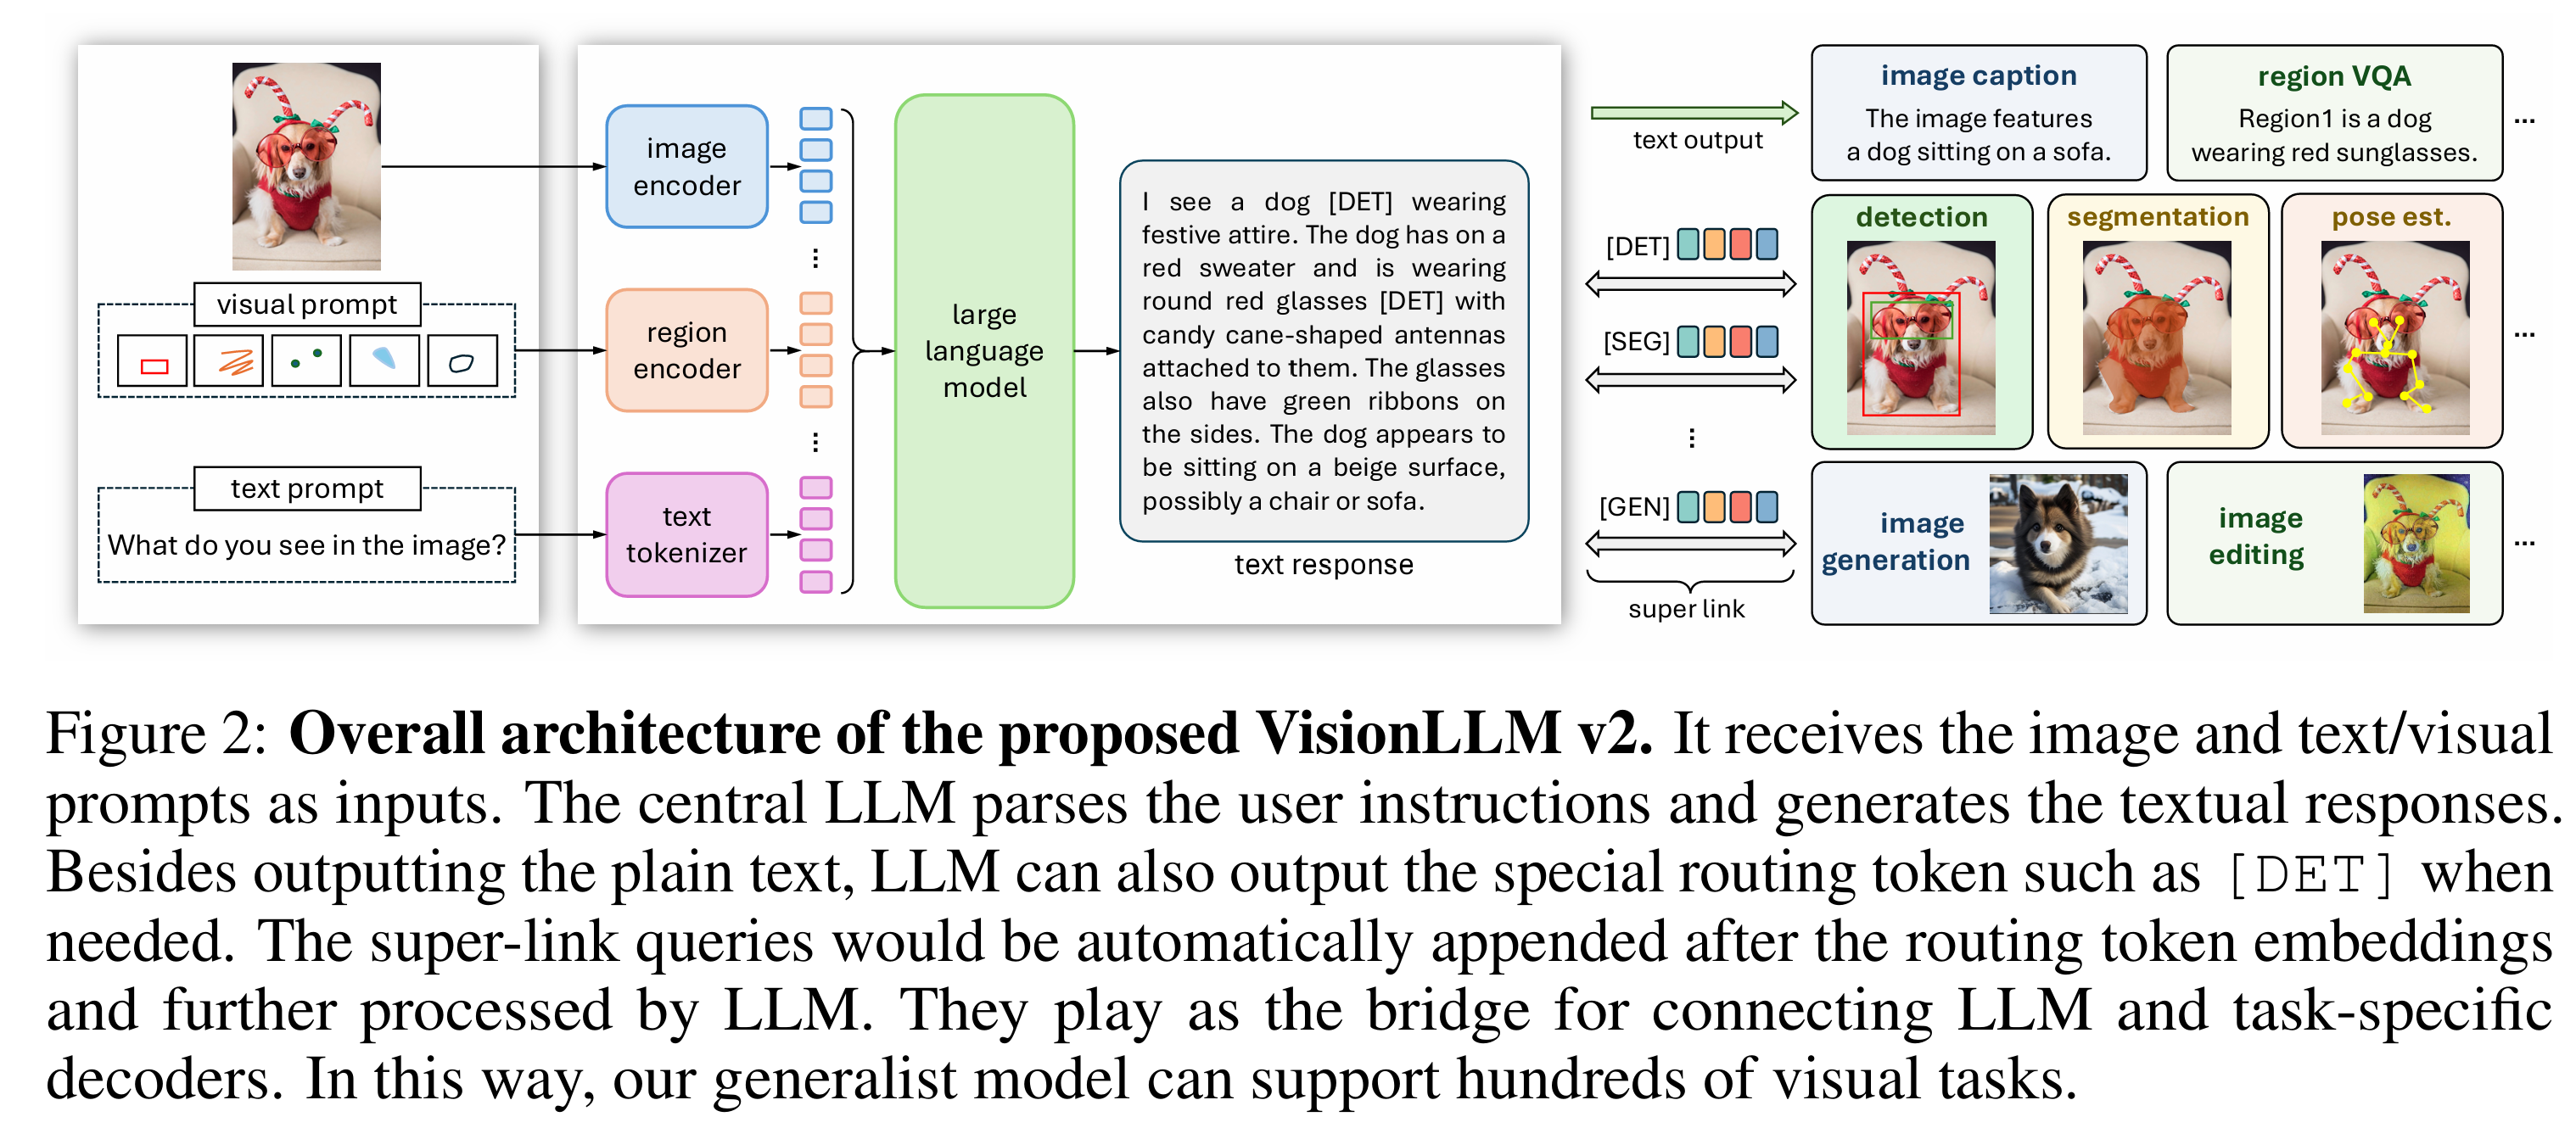 visual prompt
text prompt
What do you see in the image?
image
encoder
region
encoder
text
tokenizer
large
language
model
I see a dog [DET] wearing
festive attire. The dog has on a
red sweater and is wearing
round red glasses [DET] with
candy cane-shaped antennas
attached to them. The glasses
also have green ribbons on
the sides. The dog appears to
be sitting on a beige surface,
possibly a chair or sofa.
text response
text output
[DET]
[SEG]
[GEN]
super link
image caption
The image features
a dog sitting on a sofa.
region VQA
Region1 is a dog
wearing red sunglasses.
...
detection
segmentation
pose est.
...
image
generation
image
editing
...
Figure 2: Overall architecture of the proposed VisionLLM v2. It receives the image and text/visual
prompts as inputs. The central LLM parses the user instructions and generates the textual responses.
Besides outputting the plain text, LLM can also output the special routing token such as [DET] when
needed. The super-link queries would be automatically appended after the routing token embeddings
and further processed by LLM. They play as the bridge for connecting LLM and task-specific
decoders. In this way, our generalist model can support hundreds of visual tasks.